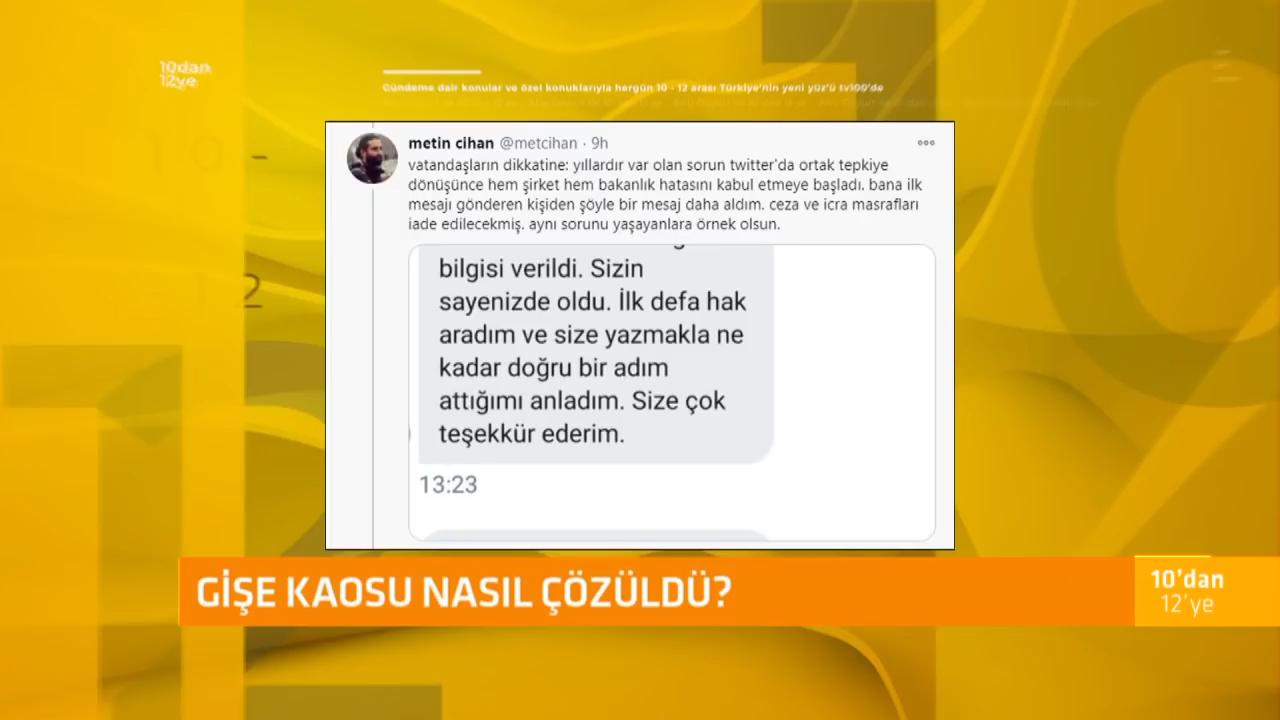 10dan
12ye
Gündeme dair konular ve özel konuklarıyla hergün 10 - 12 arası Türkiye'nin yeni yüz'ü tv100'de
10 -
12
metin cihan @metcihan · 9h
vatandaşların dikkatine: yıllardır var olan sorun twitter'da ortak tepkiye
dönüşünce hem şirket hem bakanlık hatasını kabul etmeye başladı. bana ilk
mesajı gönderen kişiden şöyle bir mesaj daha aldım. ceza ve icra masrafları
iade edilecekmiş. aynı sorunu yaşayanlara örnek olsun.
bilgisi verildi. Sizin
sayenizde oldu. İlk defa hak
aradım ve size yazmakla ne
kadar doğru bir adım
attığımı anladım. Size çok
teşekkür ederim.
13:23
GİŞE KAOSU NASIL ÇÖZÜLDÜ?
10'dan
12'ye